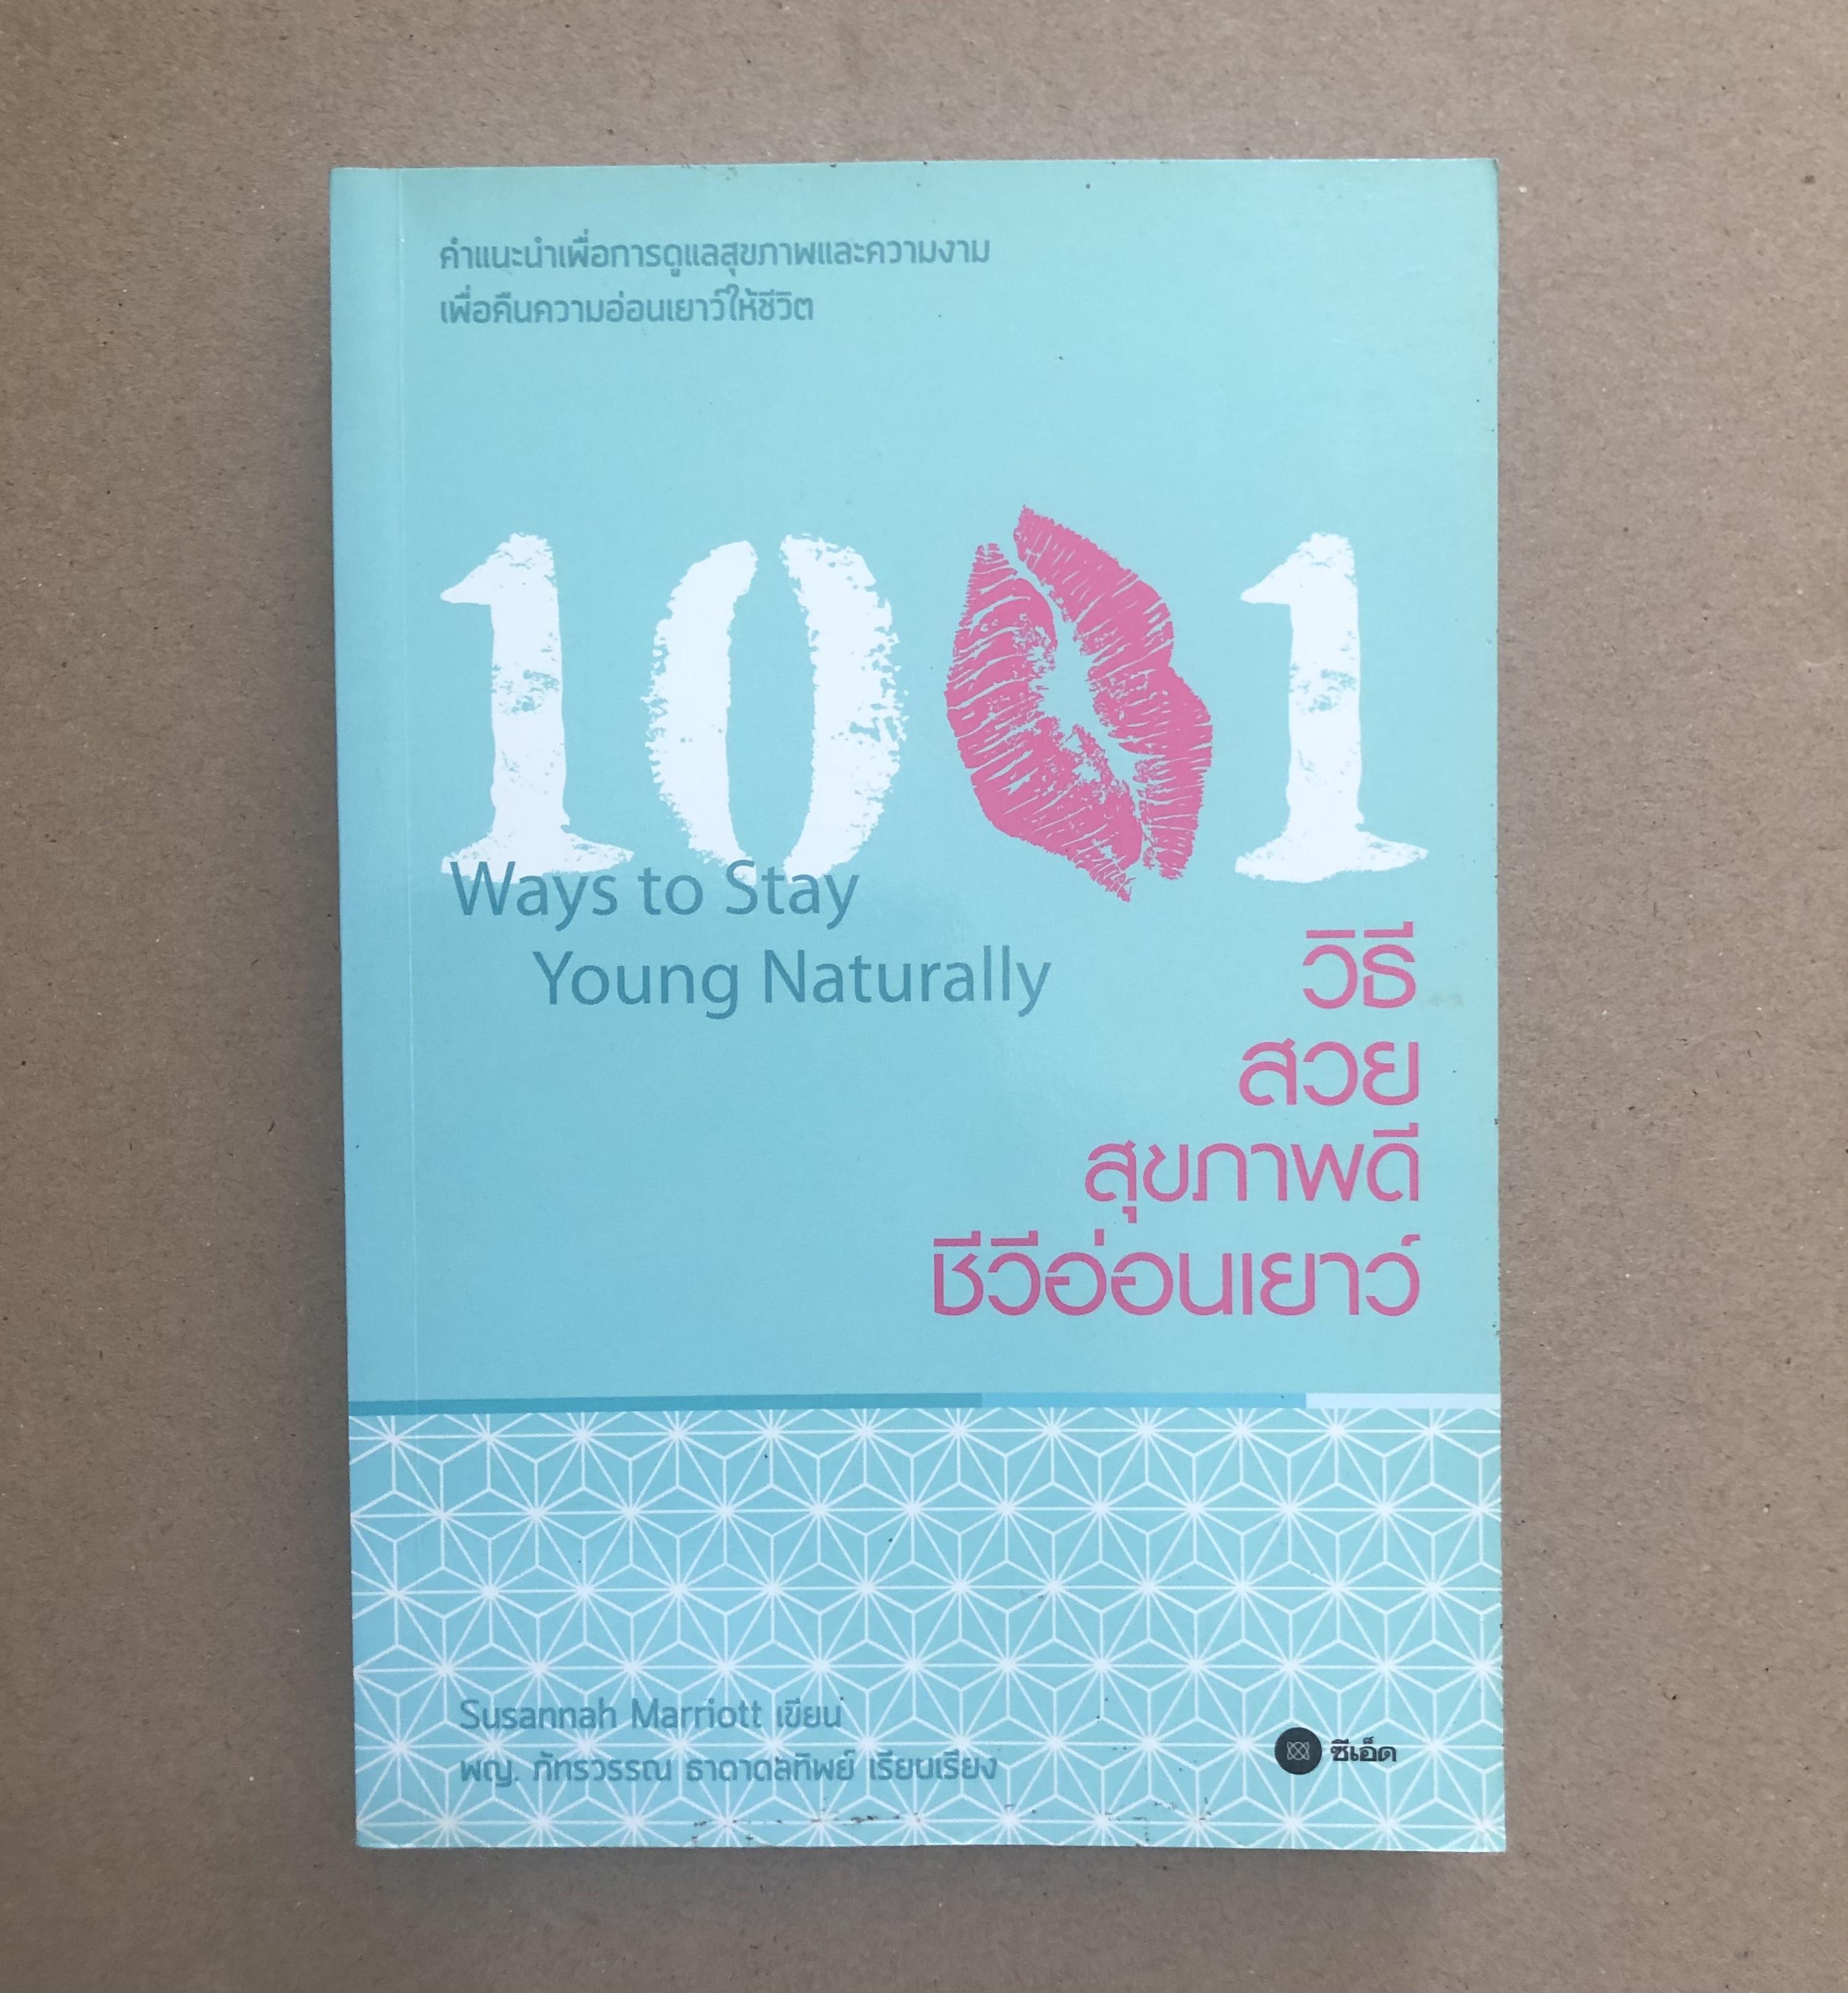 คำแนะนำเพื่อการดูแลสุขภาพและความงาม
เพื่อคืนความอ่อนเยาว์ให้ชีวิต
1001
Ways to Stay
Young Naturally
วิธี
สวย
สุขภาพดี
ชีวีอ่อนเยาว์
Susannah Marriott เขียน
พญ. ภัทรวรรณ ธาดาดลทิพย์ เรียบเรียง
ซีเอ็ด